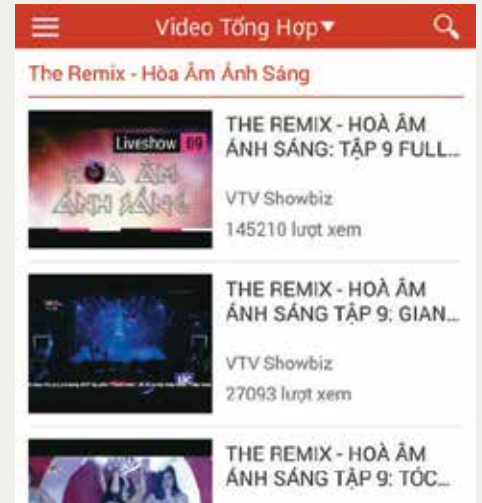 Video Tổng Hợp▼
The Remix - Hòa Âm Ánh Sáng
Liveshow 09
HÒA ÂM
ÁNH SÁNG
THE REMIX - HOÀ ÂM
ÁNH SÁNG: TẬP 9 FULL...
VTV Showbiz
145210 lượt xem
THE REMIX - HOÀ ÂM
ÁNH SÁNG TẬP 9: GIAN...
VTV Showbiz
27093 lượt xem
THE REMIX - HOÀ ÂM
ÁNH SÁNG TẬP 9: TÓC...